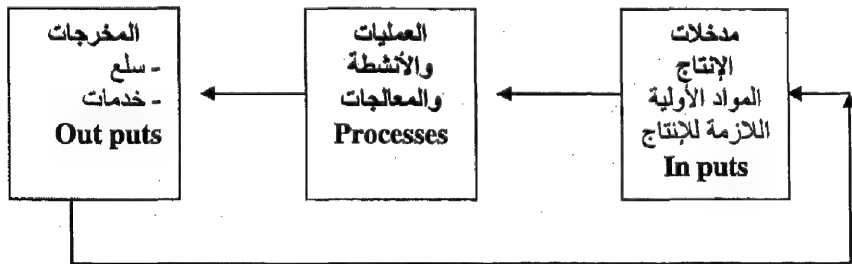 مدخلات
الإنتاج
المواد الأولية
اللازمة للإنتاج
In puts
العمليات
والأنشطة
والمعالجات
Processes
المخرجات
- سلع
- خدمات
Out puts